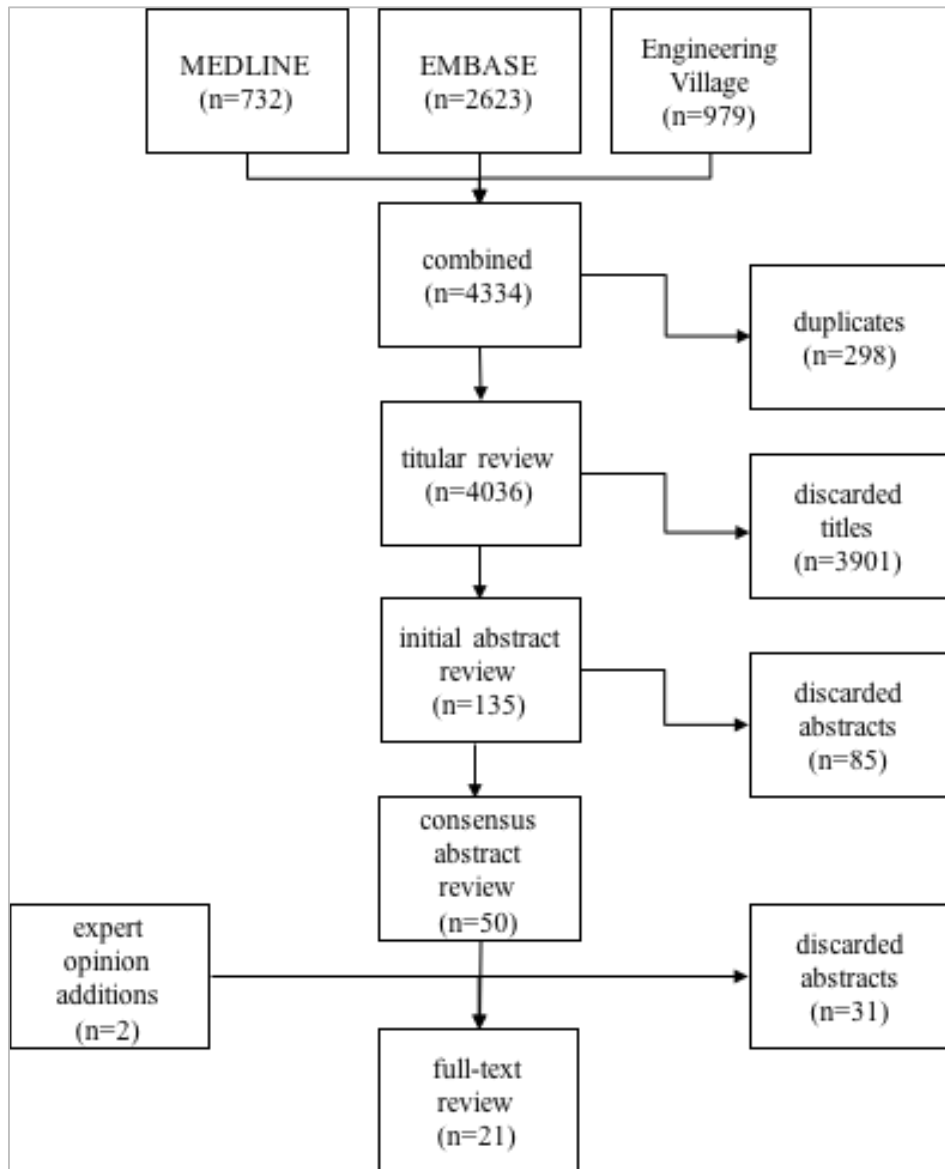 MEDLINE
(n=732)
EMBASE
(n=2623)
Engineering
Village
(n=979)
combined
(n=4334)
duplicates
(n=298)
titular review
(n=4036)
discarded
titles
(n=3901)
initial abstract
review
(n=135)
discarded
abstracts
(n=85)
consensus
abstract
review
(n=50)
expert
opinion
additions
(n=2)
discarded
abstracts
(n=31)
full-text
review
(n=21)